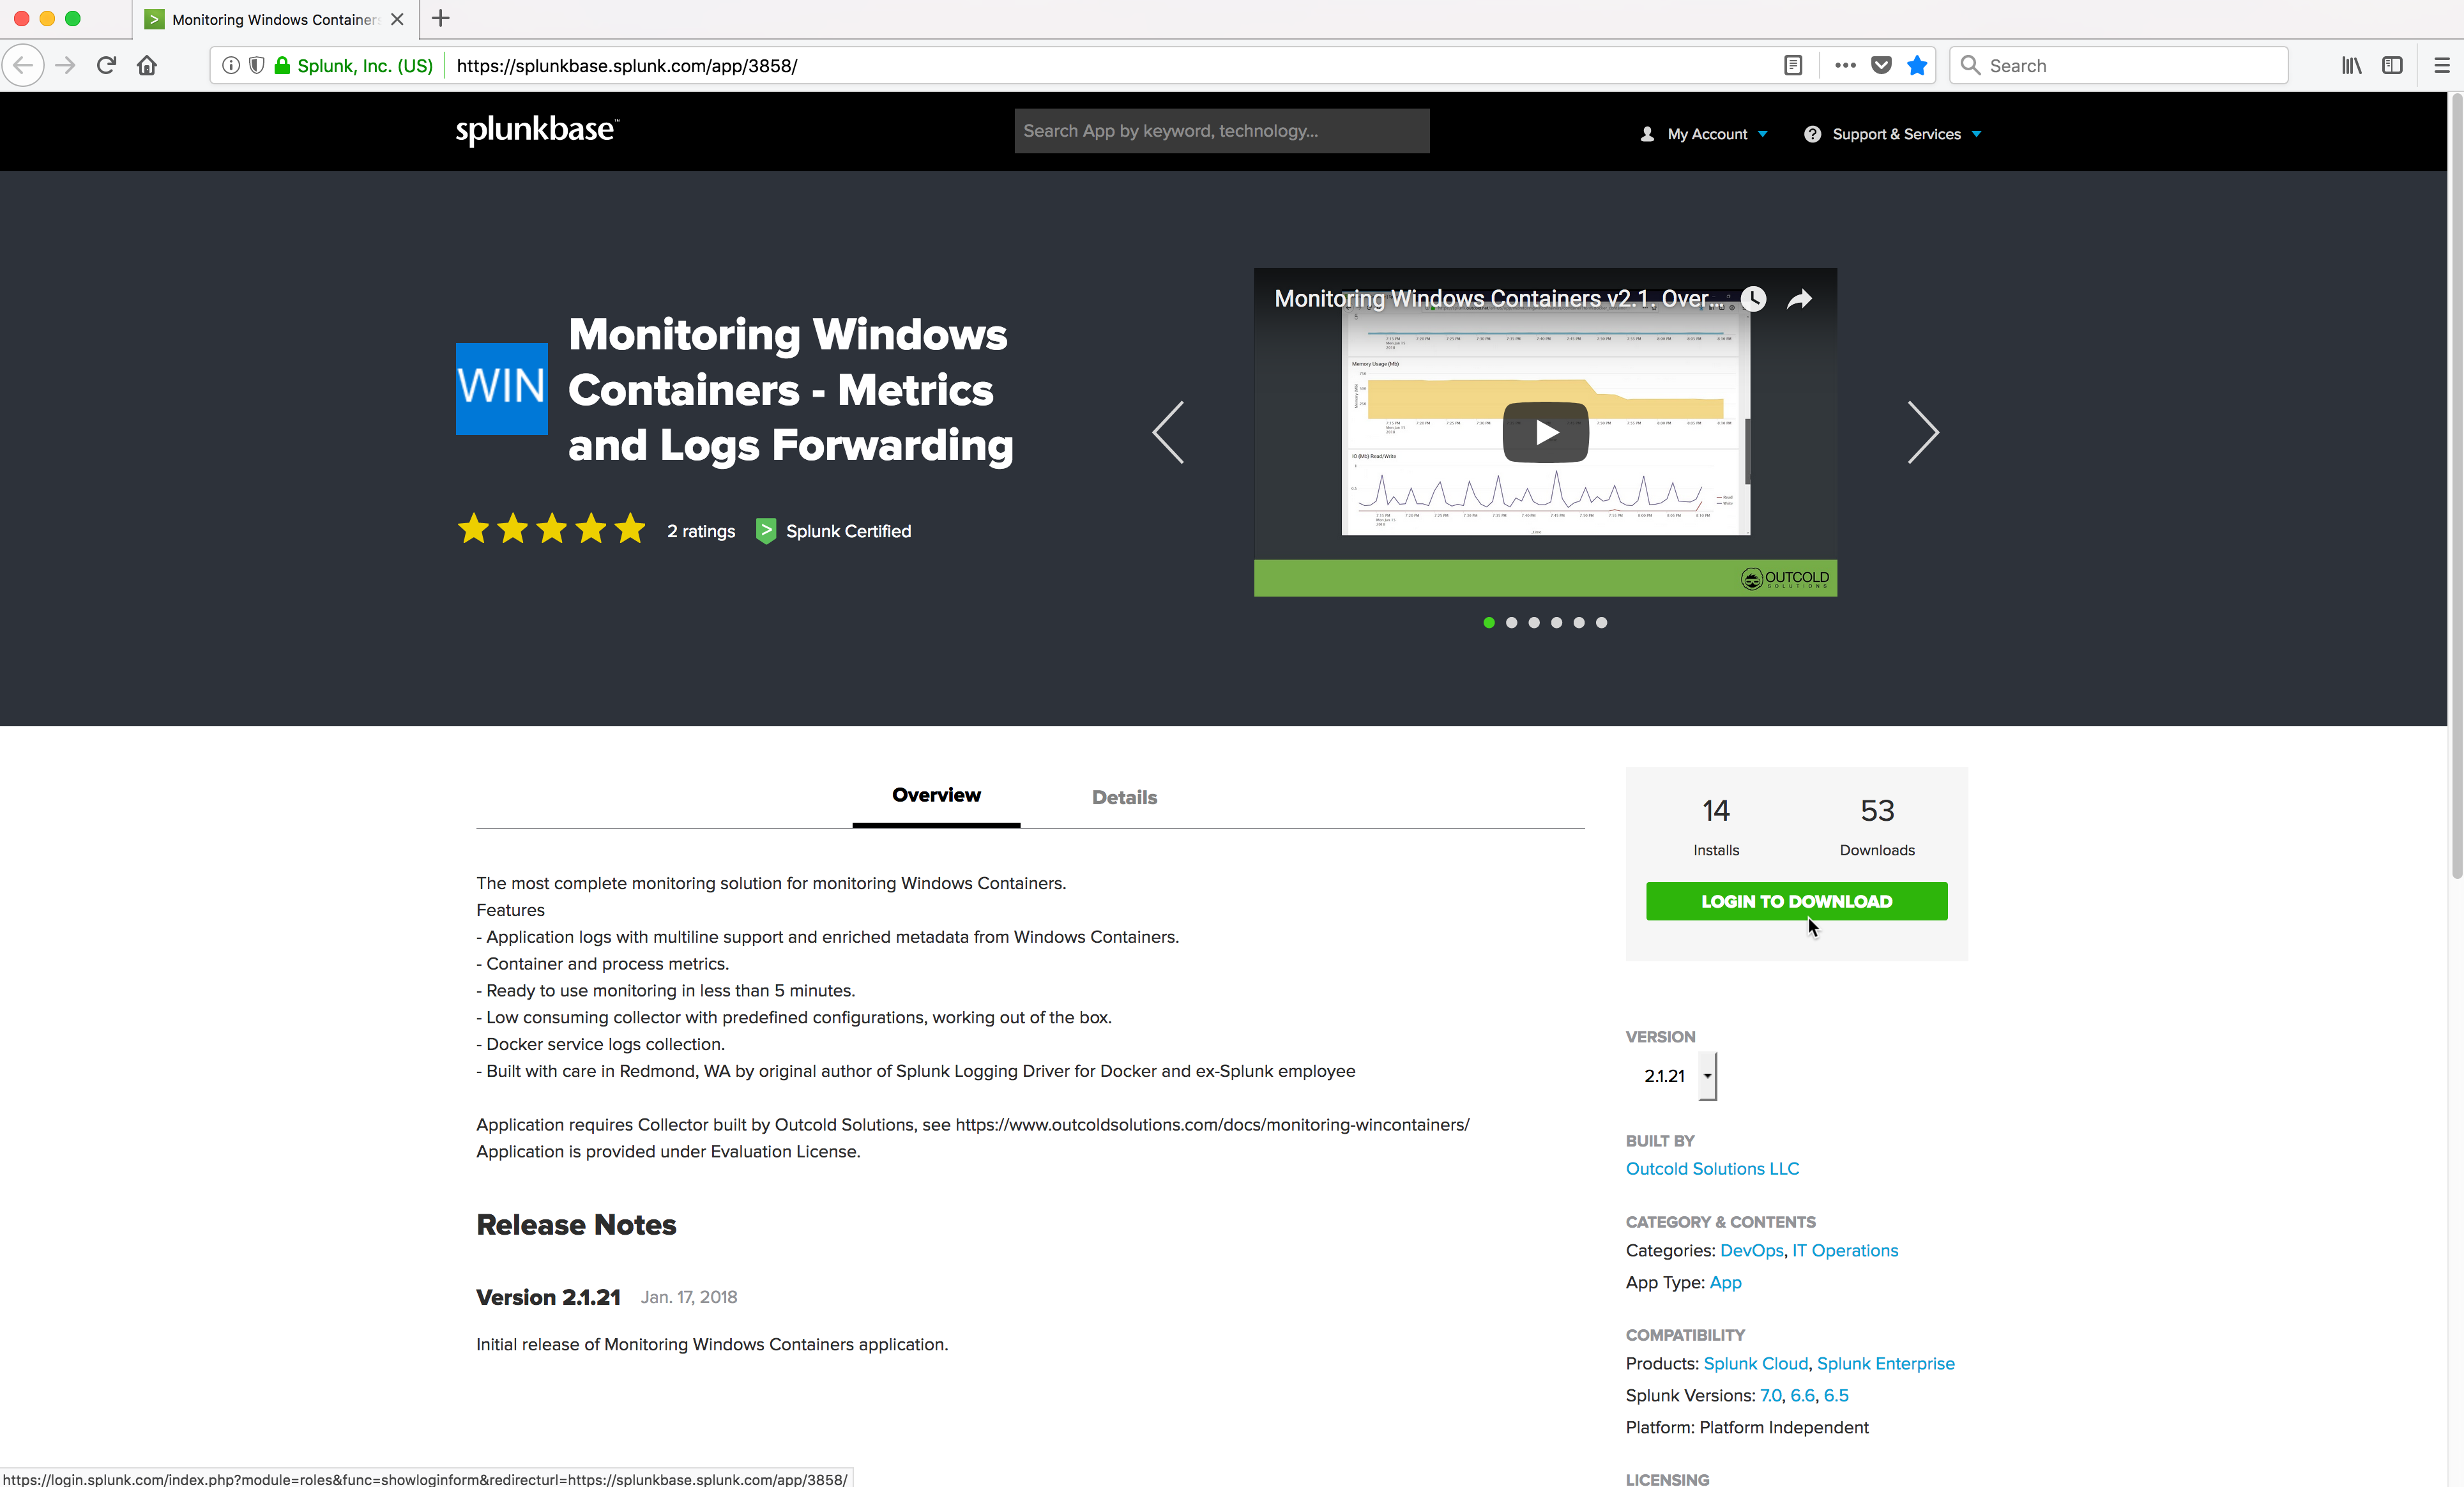 Monitoring Windows Container
Splunk, Inc. (US)
https://splunkbase.splunk.com/app/3858/
Search
splunkbase™
Search App by keyword, technology...
My Account
Support & Services
WIN
Monitoring Windows
Containers - Metrics
and Logs Forwarding
2 ratings
Splunk Certified
Monitoring Windows Containers v2.1. Over...
Memory Usage (Mb)
IO (Mb) Read/Write
OUTCOLD
SOLUTIONS
Overview
Details
The most complete monitoring solution for monitoring Windows Containers.
Features
- Application logs with multiline support and enriched metadata from Windows Containers.
- Container and process metrics.
- Ready to use monitoring in less than 5 minutes.
- Low consuming collector with predefined configurations, working out of the box.
- Docker service logs collection.
- Built with care in Redmond, WA by original author of Splunk Logging Driver for Docker and ex-Splunk employee
Application requires Collector built by Outcold Solutions, see https://www.outcoldsolutions.com/docs/monitoring-wincontainers/
Application is provided under Evaluation License.
Release Notes
Version 2.1.21 Jan. 17, 2018
Initial release of Monitoring Windows Containers application.
14
Installs
53
Downloads
LOGIN TO DOWNLOAD
VERSION
2.1.21
BUILT BY
Outcold Solutions LLC
CATEGORY & CONTENTS
Categories: DevOps, IT Operations
App Type: App
COMPATIBILITY
Products: Splunk Cloud, Splunk Enterprise
Splunk Versions: 7.0, 6.6, 6.5
Platform: Platform Independent
LICENSING
https://login.splunk.com/index.php?module=roles&func=showloginform&redirecturl=https://splunkbase.splunk.com/app/3858/